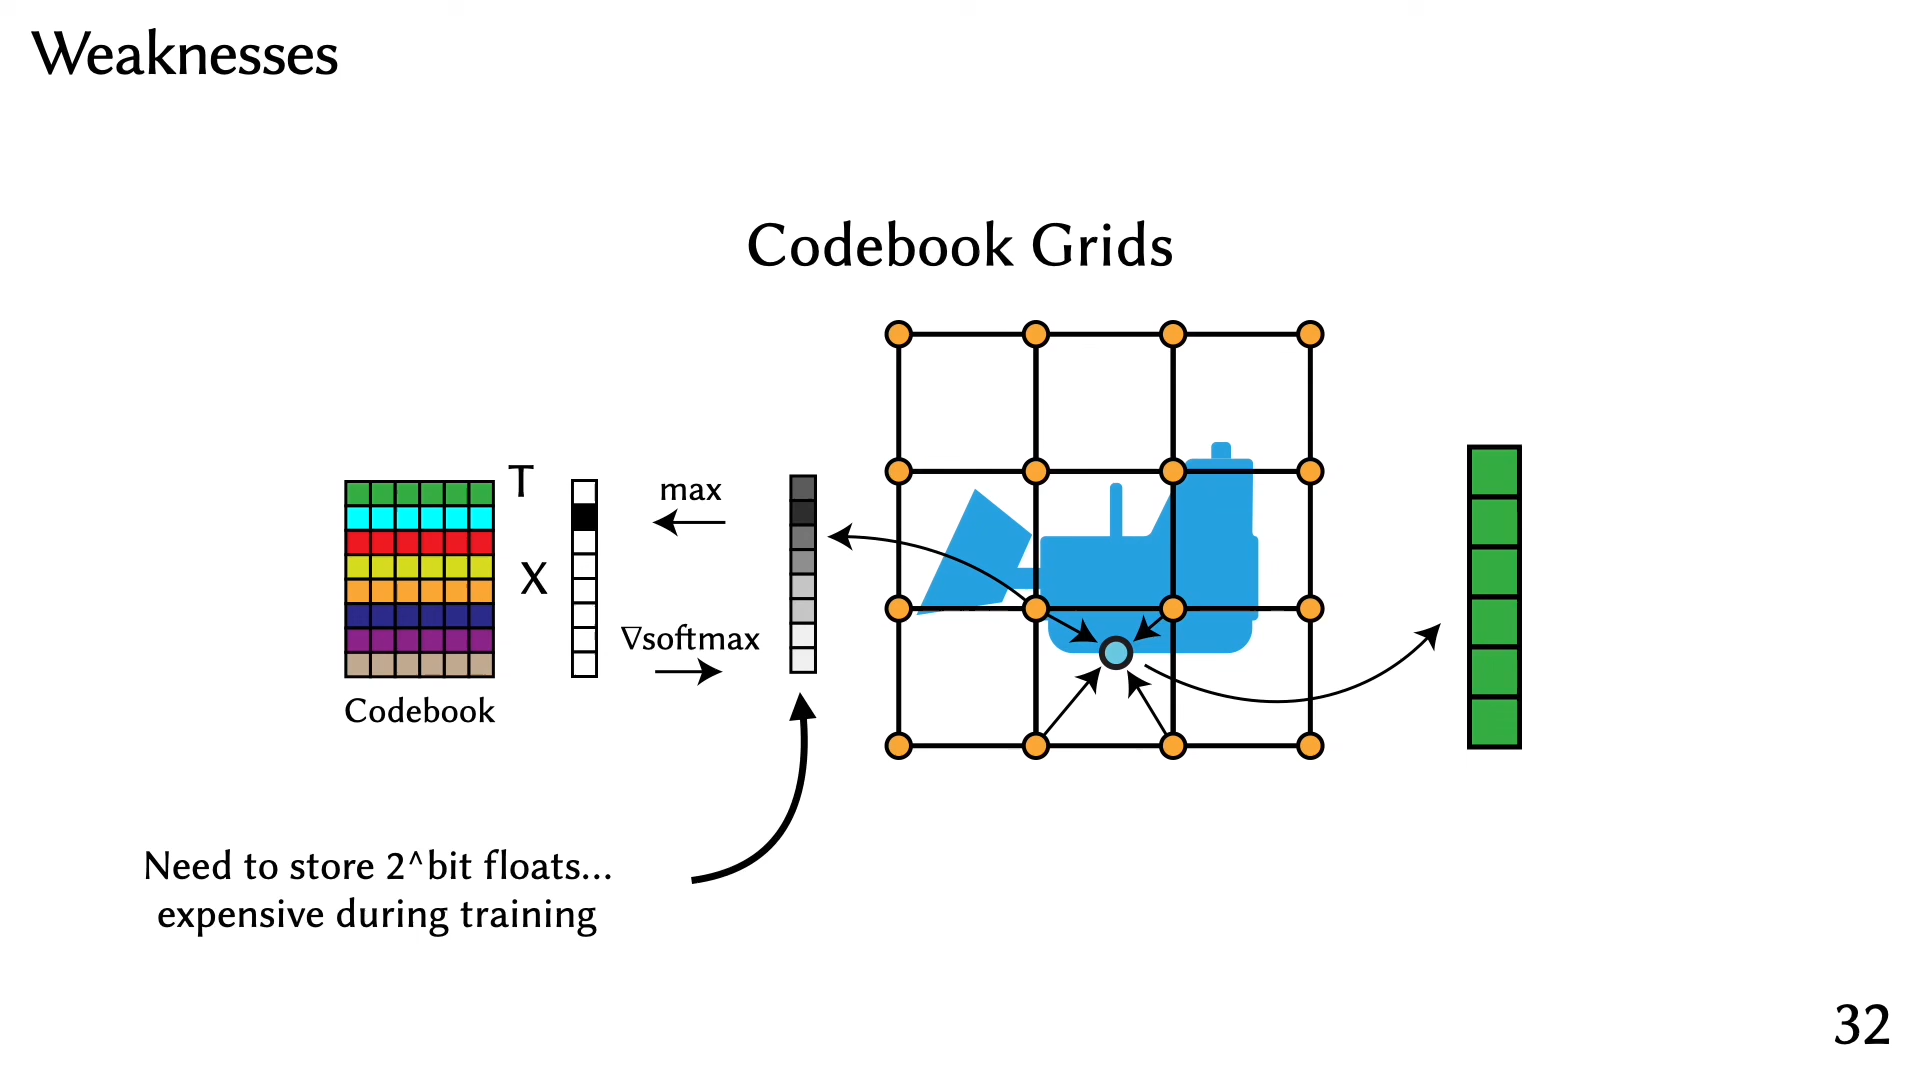 Weaknesses
Codebook Grids
T
X
max
∇softmax
Codebook
Need to store 2^bit floats...
expensive during training
32